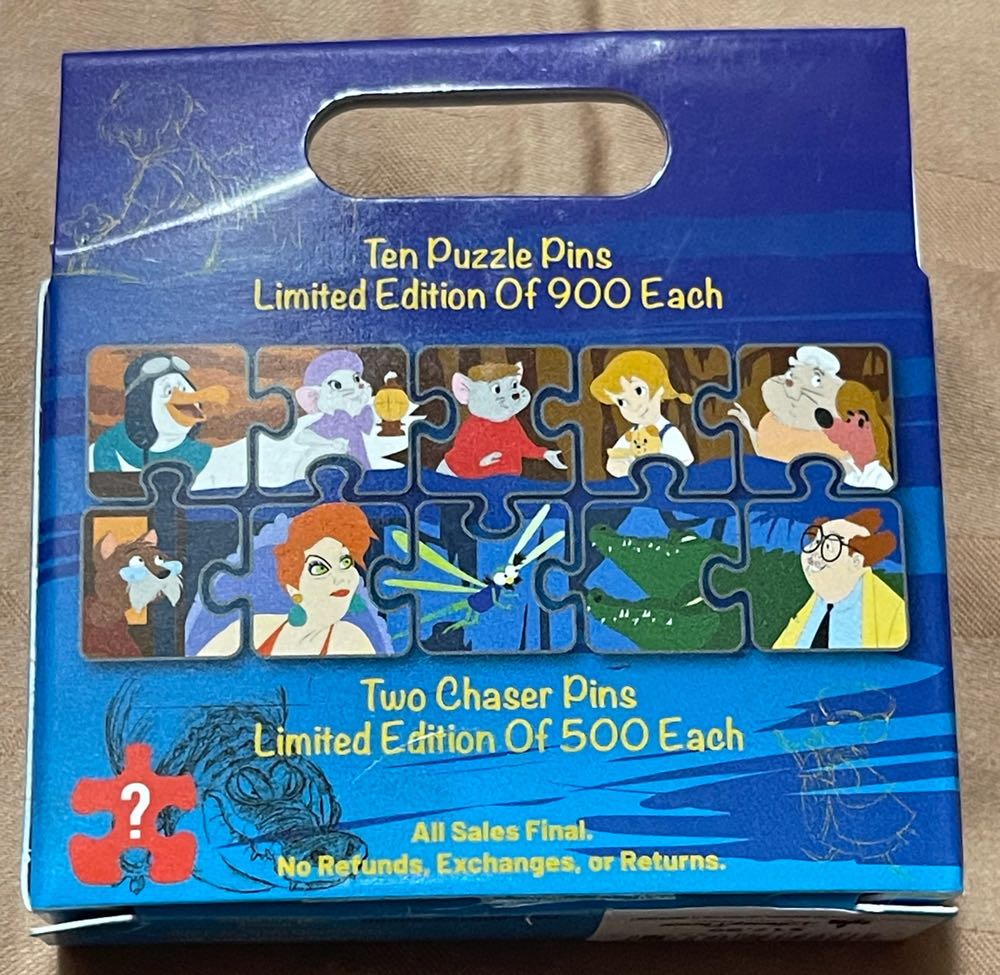 Ten Puzzle Pins
Limited Edition Of 900 Each
Two Chaser Pins
Limited Edition Of 500 Each
?
All Sales Final.
No Refunds, Exchanges, or Returns.